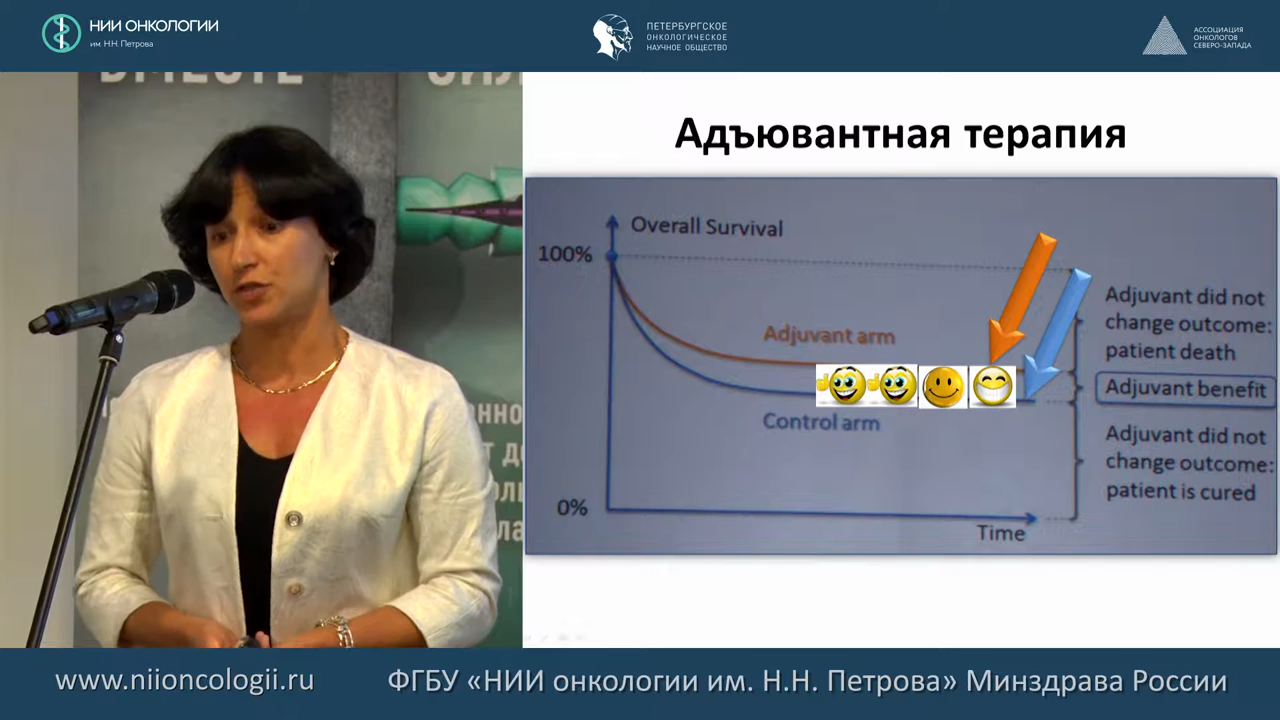 НИИ ОНКОЛОГИИ
им. Н.Н. Петрова
ПЕТЕРБУРГСКОЕ
ОНКОЛОГИЧЕСКОЕ
НАУЧНОЕ ОБЩЕСТВО
АССОЦИАЦИЯ
ОНКОЛОГОВ
СЕВЕРО-ЗАПАДА
ВМЕСТЕ
Адъювантная терапия
Overall Survival
100%
Adjuvant arm
Control arm
0%
Time
Adjuvant did not
change outcome:
patient death
Adjuvant benefit
Adjuvant did not
change outcome:
patient is cured
www.niioncologii.ru
ФГБУ «НИИ онкологии им. Н.Н. Петрова» Минздрава России